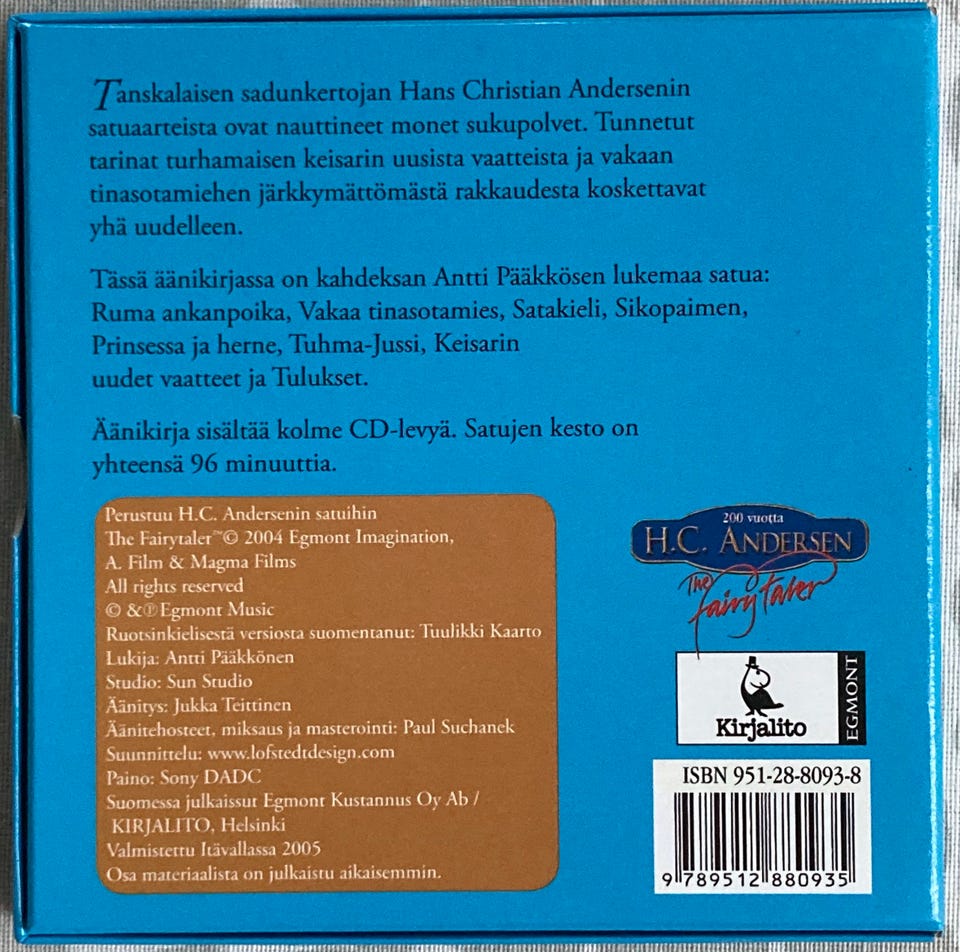 Tanskalaisen sadunkertojan Hans Christian Andersenin
satuaarteista ovat nauttineet monet sukupolvet. Tunnetut
tarinat turhamaisen keisarin uusista vaatteista ja vakaan
tinasotamiehen järkkymättömästä rakkaudesta koskettavat
yhä uudelleen.
Tässä äänikirjassa on kahdeksan Antti Pääkkösen lukemaa satua:
Ruma ankanpoika, Vakaa tinasotamies, Satakieli, Sikopaimen,
Prinsessa ja herne, Tuhma-Jussi, Keisarin
uudet vaatteet ja Tulukset.
Äänikirja sisältää kolme CD-levyä. Satujen kesto on
yhteensä 96 minuuttia.
Perustuu H.C. Andersenin satuihin
The Fairytaler™© 2004 Egmont Imagination,
A. Film & Magma Films
All rights reserved
© &℗Egmont Music
Ruotsinkielisestä versiosta suomentanut: Tuulikki Kaarto
Lukija: Antti Pääkkönen
Studio: Sun Studio
Äänitys: Jukka Teittinen
Äänitehosteet, miksaus ja masterointi: Paul Suchanek
Suunnittelu: www.lofstedtdesign.com
Paino: Sony DADC
Suomessa julkaissut Egmont Kustannus Oy Ab /
KIRJALITO, Helsinki
Valmistettu Itävallassa 2005
Osa materiaalista on julkaistu aikaisemmin.
200 vuotta
H.C. ANDERSEN
The
fairytaler
Kirjalito
EGMONT
ISBN 951-28-8093-8
9 789512 880935